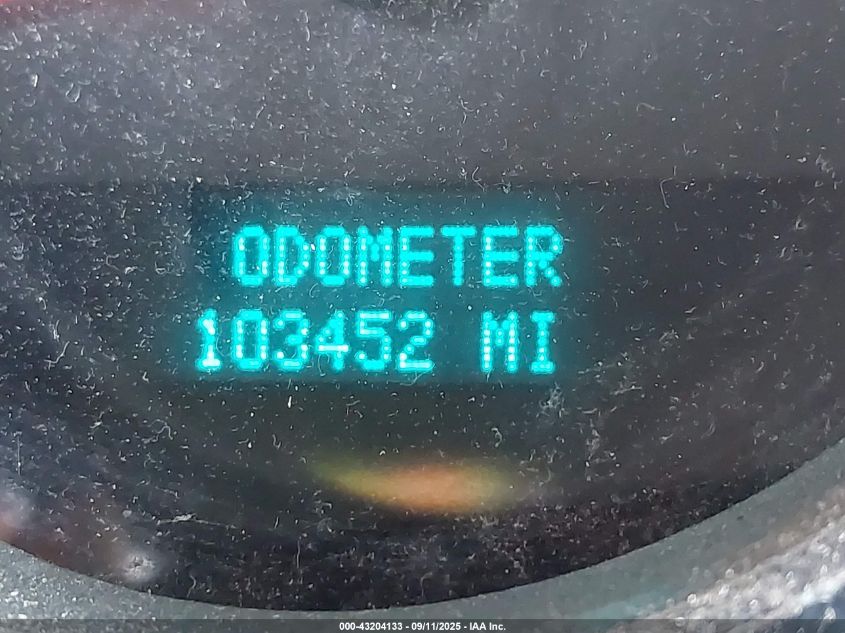 ODOMETER
103452 MI
000-43204133 - 09/11/2025 - IAA Inc.